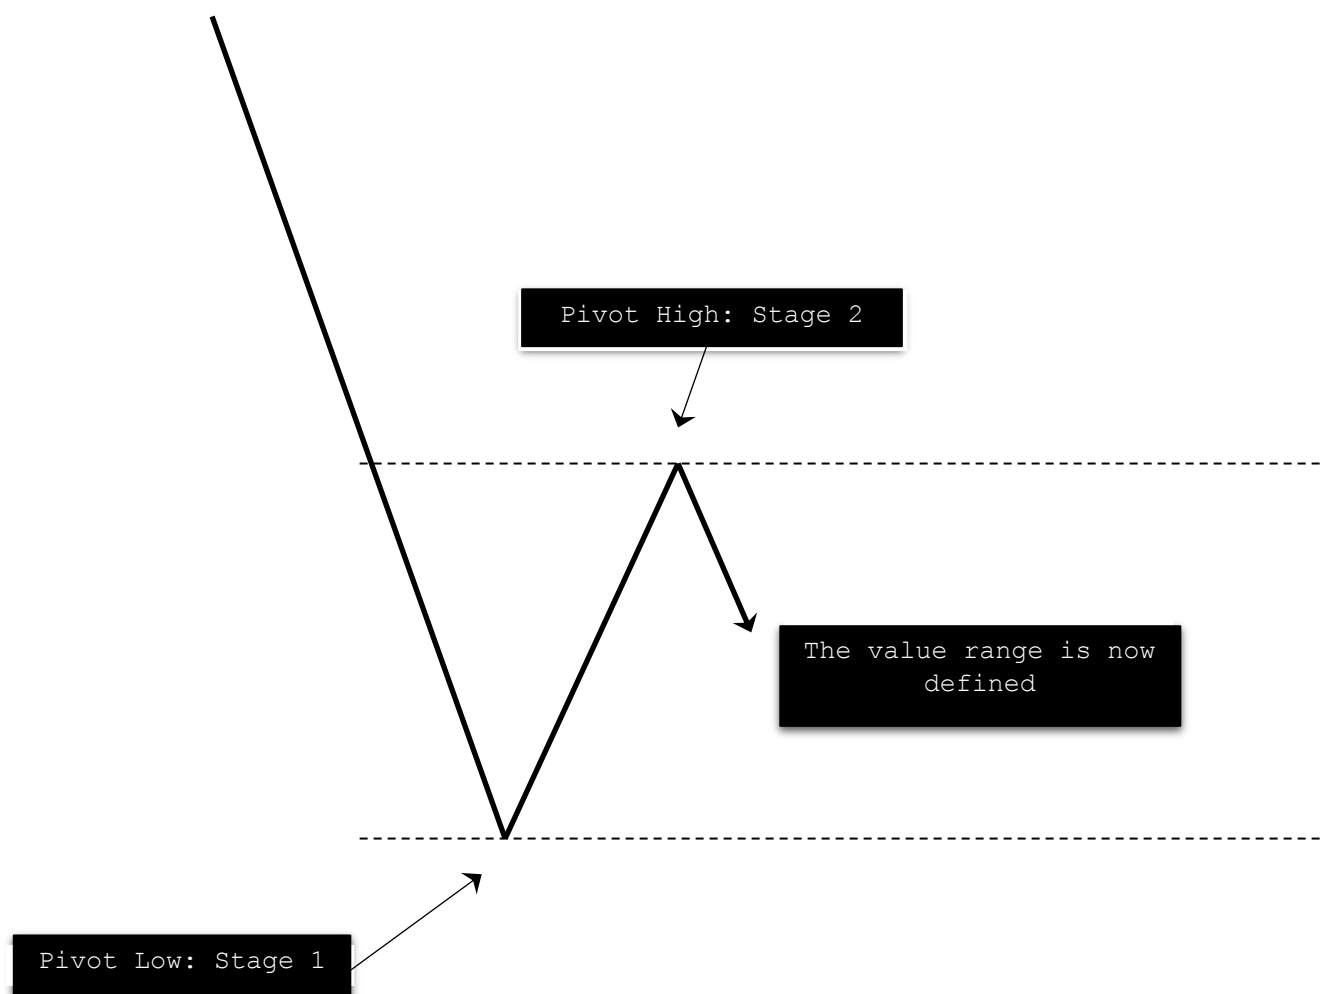 Pivot High: Stage 2
The value range is now
defined
Pivot Low: Stage 1